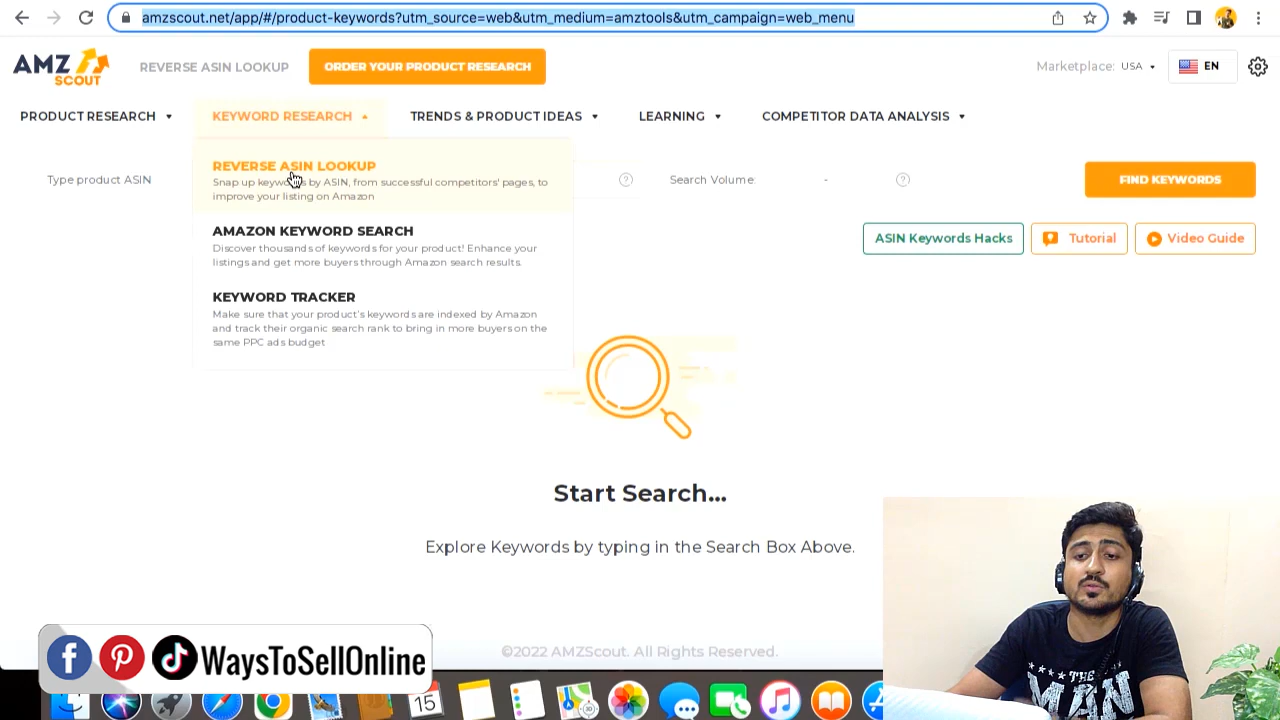 amzscout.net/app/#/product-keywords?utm_source=web&utm_medium=amztools&utm_campaign=web_menu
AMZ
SCOUT
REVERSE ASIN LOOKUP
ORDER YOUR PRODUCT RESEARCH
Marketplace: USA
EN
PRODUCT RESEARCH
KEYWORD RESEARCH
TRENDS & PRODUCT IDEAS
LEARNING
COMPETITOR DATA ANALYSIS
REVERSE ASIN LOOKUP
Snap up keywords by ASIN, from successful competitors' pages, to
improve your listing on Amazon
AMAZON KEYWORD SEARCH
Discover thousands of keywords for your product! Enhance your
listings and get more buyers through Amazon search results.
KEYWORD TRACKER
Make sure that your product's keywords are indexed by Amazon
and track their organic search rank to bring in more buyers on the
same PPC ads budget
Type product ASIN
?
Search Volume:
-
?
FIND KEYWORDS
ASIN Keywords Hacks
Tutorial
Video Guide
Start Search...
Explore Keywords by typing in the Search Box Above.
©2022 AMZScout. All Rights Reserved.
WaysToSellOnline
15
THE
MAN